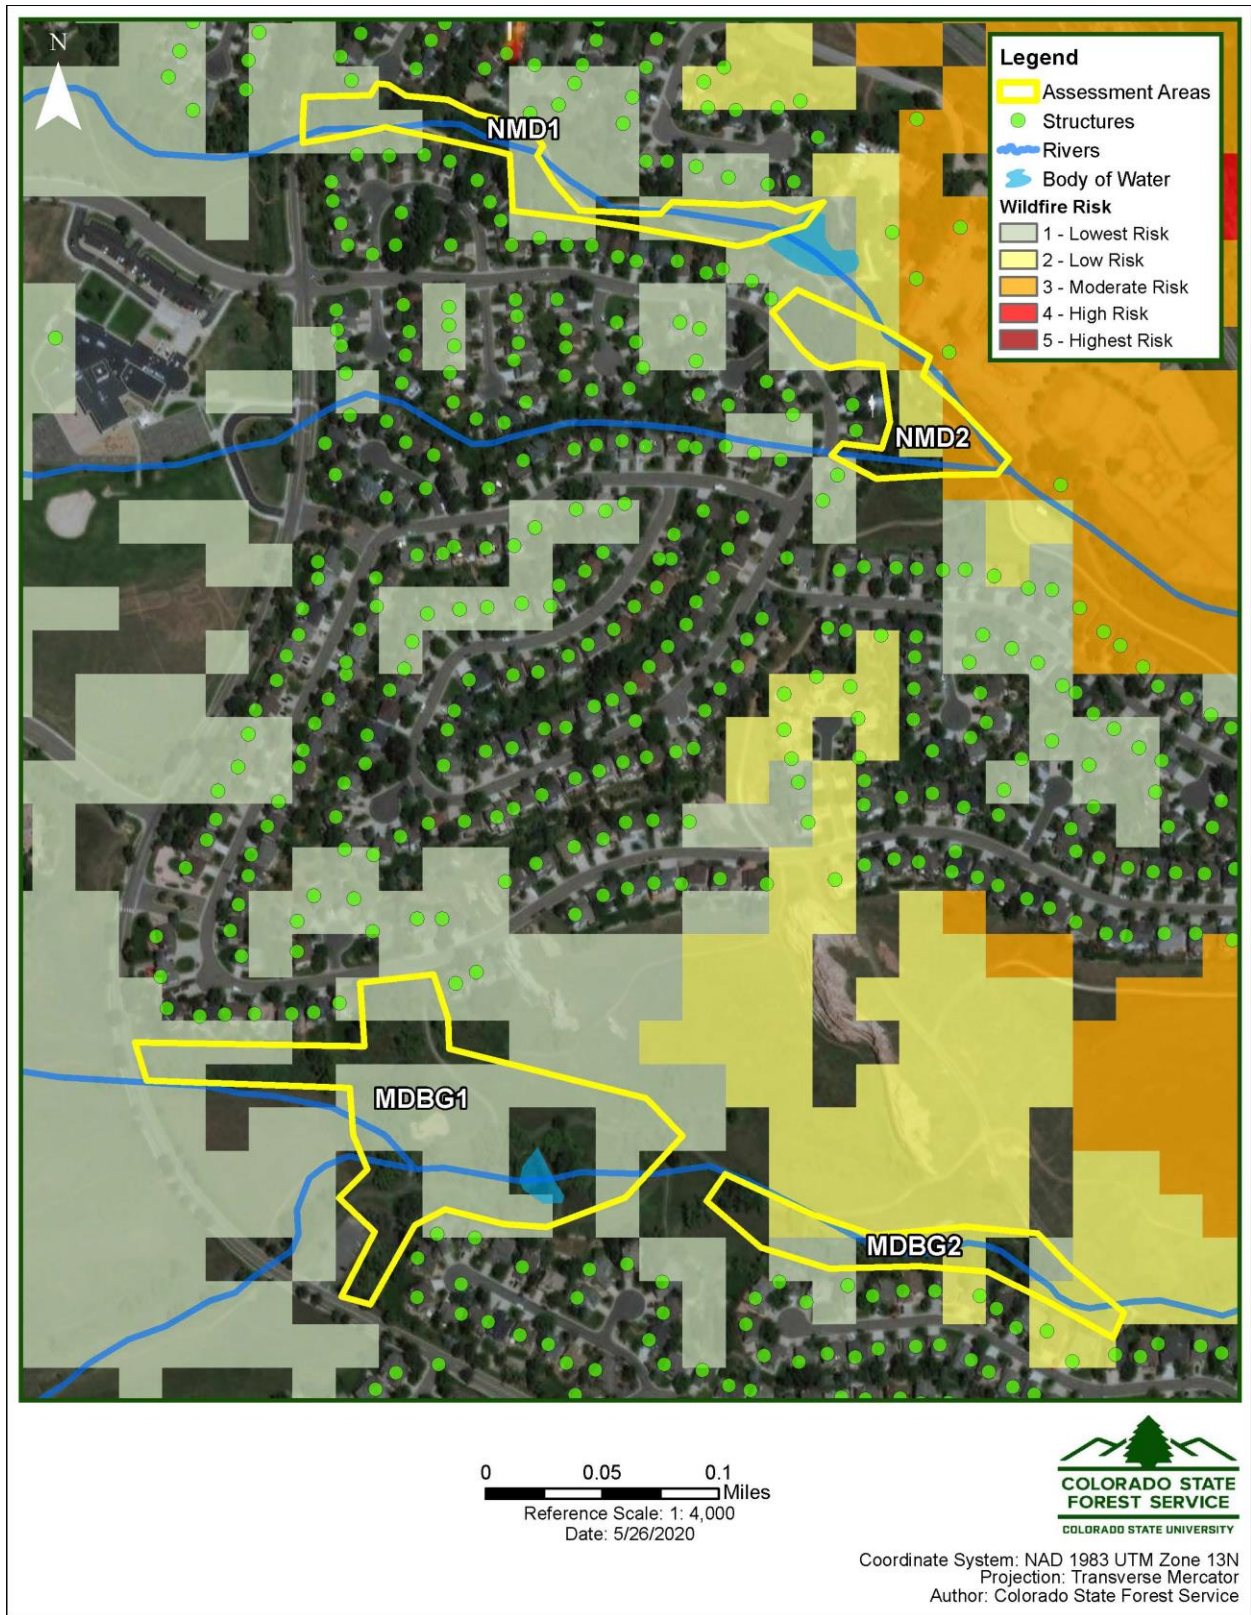 N
Legend
Assessment Areas
Structures
Rivers
Body of Water
Wildfire Risk
1 - Lowest Risk
2 - Low Risk
3 - Moderate Risk
4 - High Risk
5 - Highest Risk
NMD1
NMD2
MDBG1
MDBG2
0 0.05 0.1
Miles
Reference Scale: 1: 4,000
Date: 5/26/2020
COLORADO STATE
FOREST SERVICE
COLORADO STATE UNIVERSITY
Coordinate System: NAD 1983 UTM Zone 13N
Projection: Transverse Mercator
Author: Colorado State Forest Service